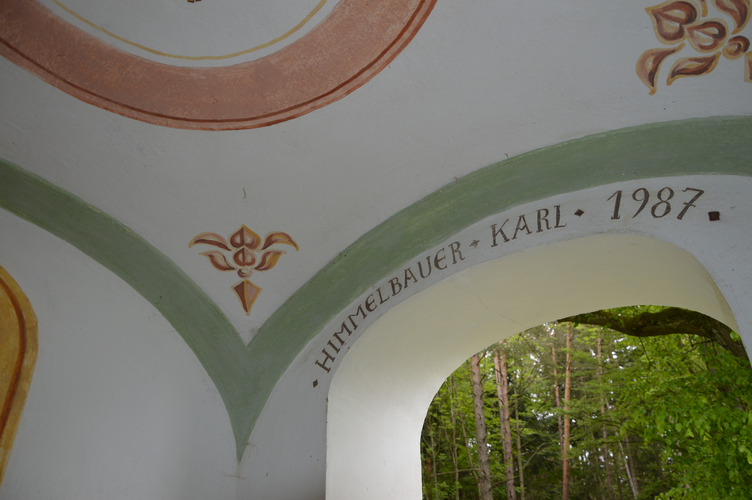 ▪ HIMMELBAUER ▪ KARL ▪ 1987 ▪